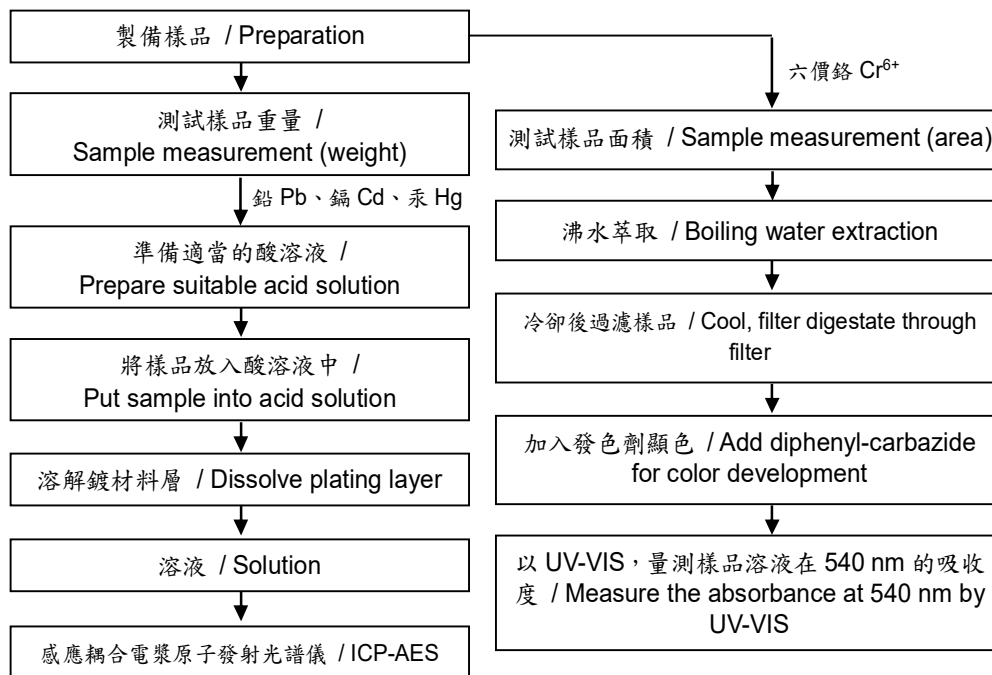 製備樣品 / Preparation
測試樣品重量 /
Sample measurement (weight)
鉛 Pb、鎘 Cd、汞 Hg
準備適當的酸溶液 /
Prepare suitable acid solution
將樣品放入酸溶液中 /
Put sample into acid solution
溶解鍍材料層 / Dissolve plating layer
溶液 / Solution
感應耦合電漿原子發射光譜儀 / ICP-AES
六價鉻 Cr⁶⁺
測試樣品面積 / Sample measurement (area)
沸水萃取 / Boiling water extraction
冷卻後過濾樣品 / Cool, filter digestate through
filter
加入發色劑顯色 / Add diphenyl-carbazide
for color development
以 UV-VIS，量測樣品溶液在 540 nm 的吸收
度 / Measure the absorbance at 540 nm by
UV-VIS